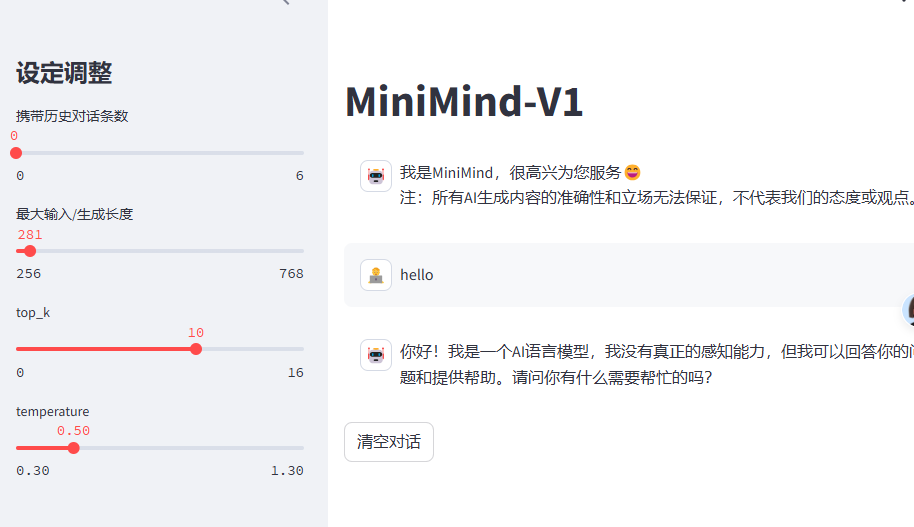 设定调整
携带历史对话条数
0
0 6
最大输入/生成长度
281
256 768
top_k
10
0 16
temperature
0.50
0.30 1.30
MiniMind-V1
我是MiniMind，很高兴为您服务😄
注：所有AI生成内容的准确性和立场无法保证，不代表我们的态度或观点。
hello
你好！我是一个AI语言模型，我没有真正的感知能力，但我可以回答你的
题和提供帮助。请问你有什么需要帮忙的吗？
清空对话